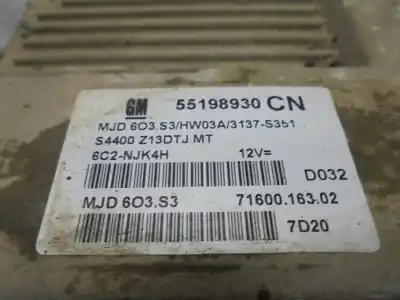 GM 55198930 CN
MJD 6O3.S3/HW03A/3137-S351
S4400 Z13DTJ MT
6C2-NJK4H 12V=
D032
MJD 6O3.S3 71600.163.02
7D20